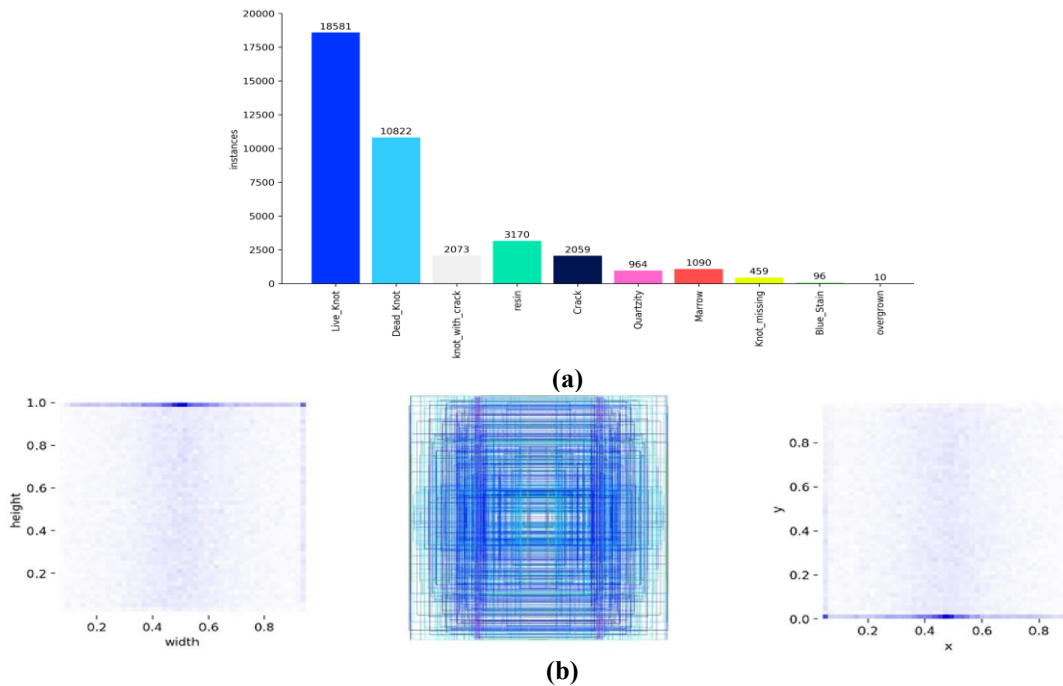 20000
17500
15000
12500
10000
7500
5000
2500
0
instances
18581
10822
2073
3170
2059
964
1090
459
96
10
Live_Knot
Dead_Knot
knot_with_crack
resin
Crack
Quartzity
Marrow
Knot_missing
Blue_Stain
overgrown
(a)
1.0
0.8
0.6
0.4
0.2
height
0.2 0.4 0.6 0.8
width
0.8
0.6
0.4
0.2
0.0
y
0.2 0.4 0.6 0.8
x
(b)